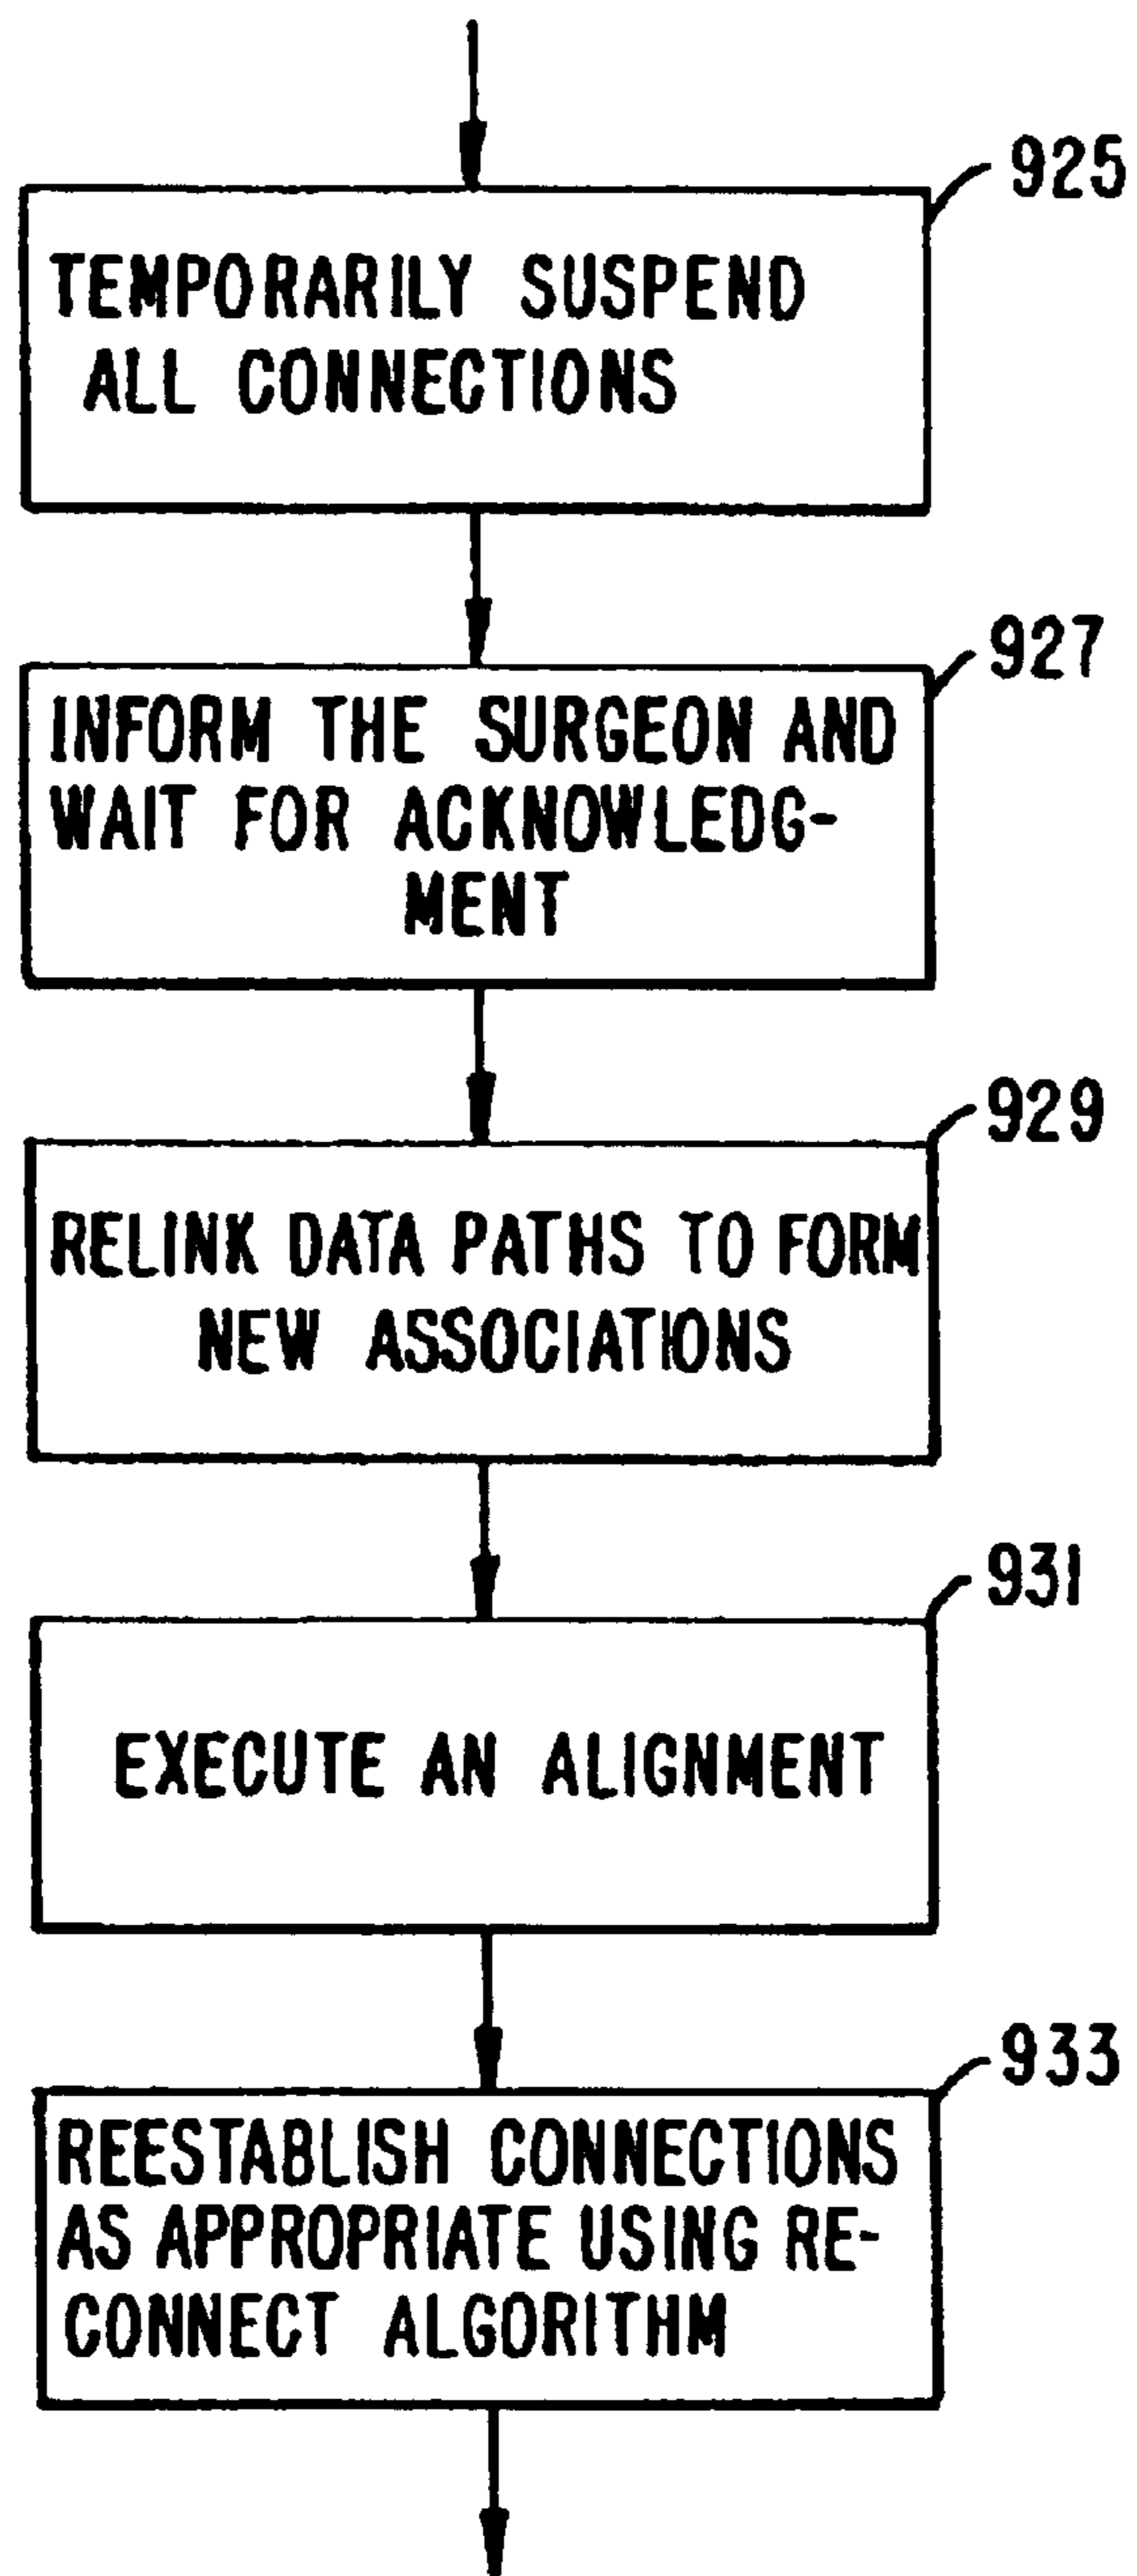 925
TEMPORARILY SUSPEND
ALL CONNECTIONS
927
INFORM THE SURGEON AND
WAIT FOR ACKNOWLEDG-
MENT
929
RELINK DATA PATHS TO FORM
NEW ASSOCIATIONS
931
EXECUTE AN ALIGNMENT
933
REESTABLISH CONNECTIONS
AS APPROPRIATE USING RE-
CONNECT ALGORITHM